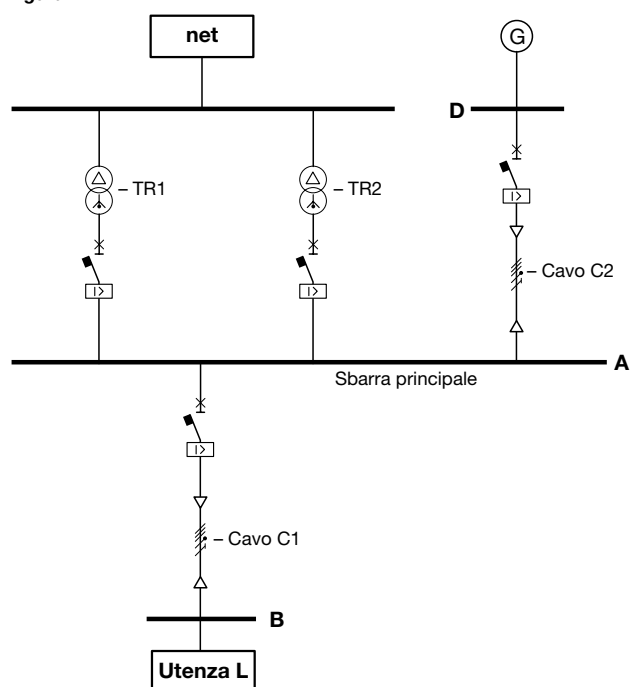 net
G
D
– TR1
– TR2
I>
– Cavo C2
I>
I>
A
Sbarra principale
I>
– Cavo C1
B
Utenza L